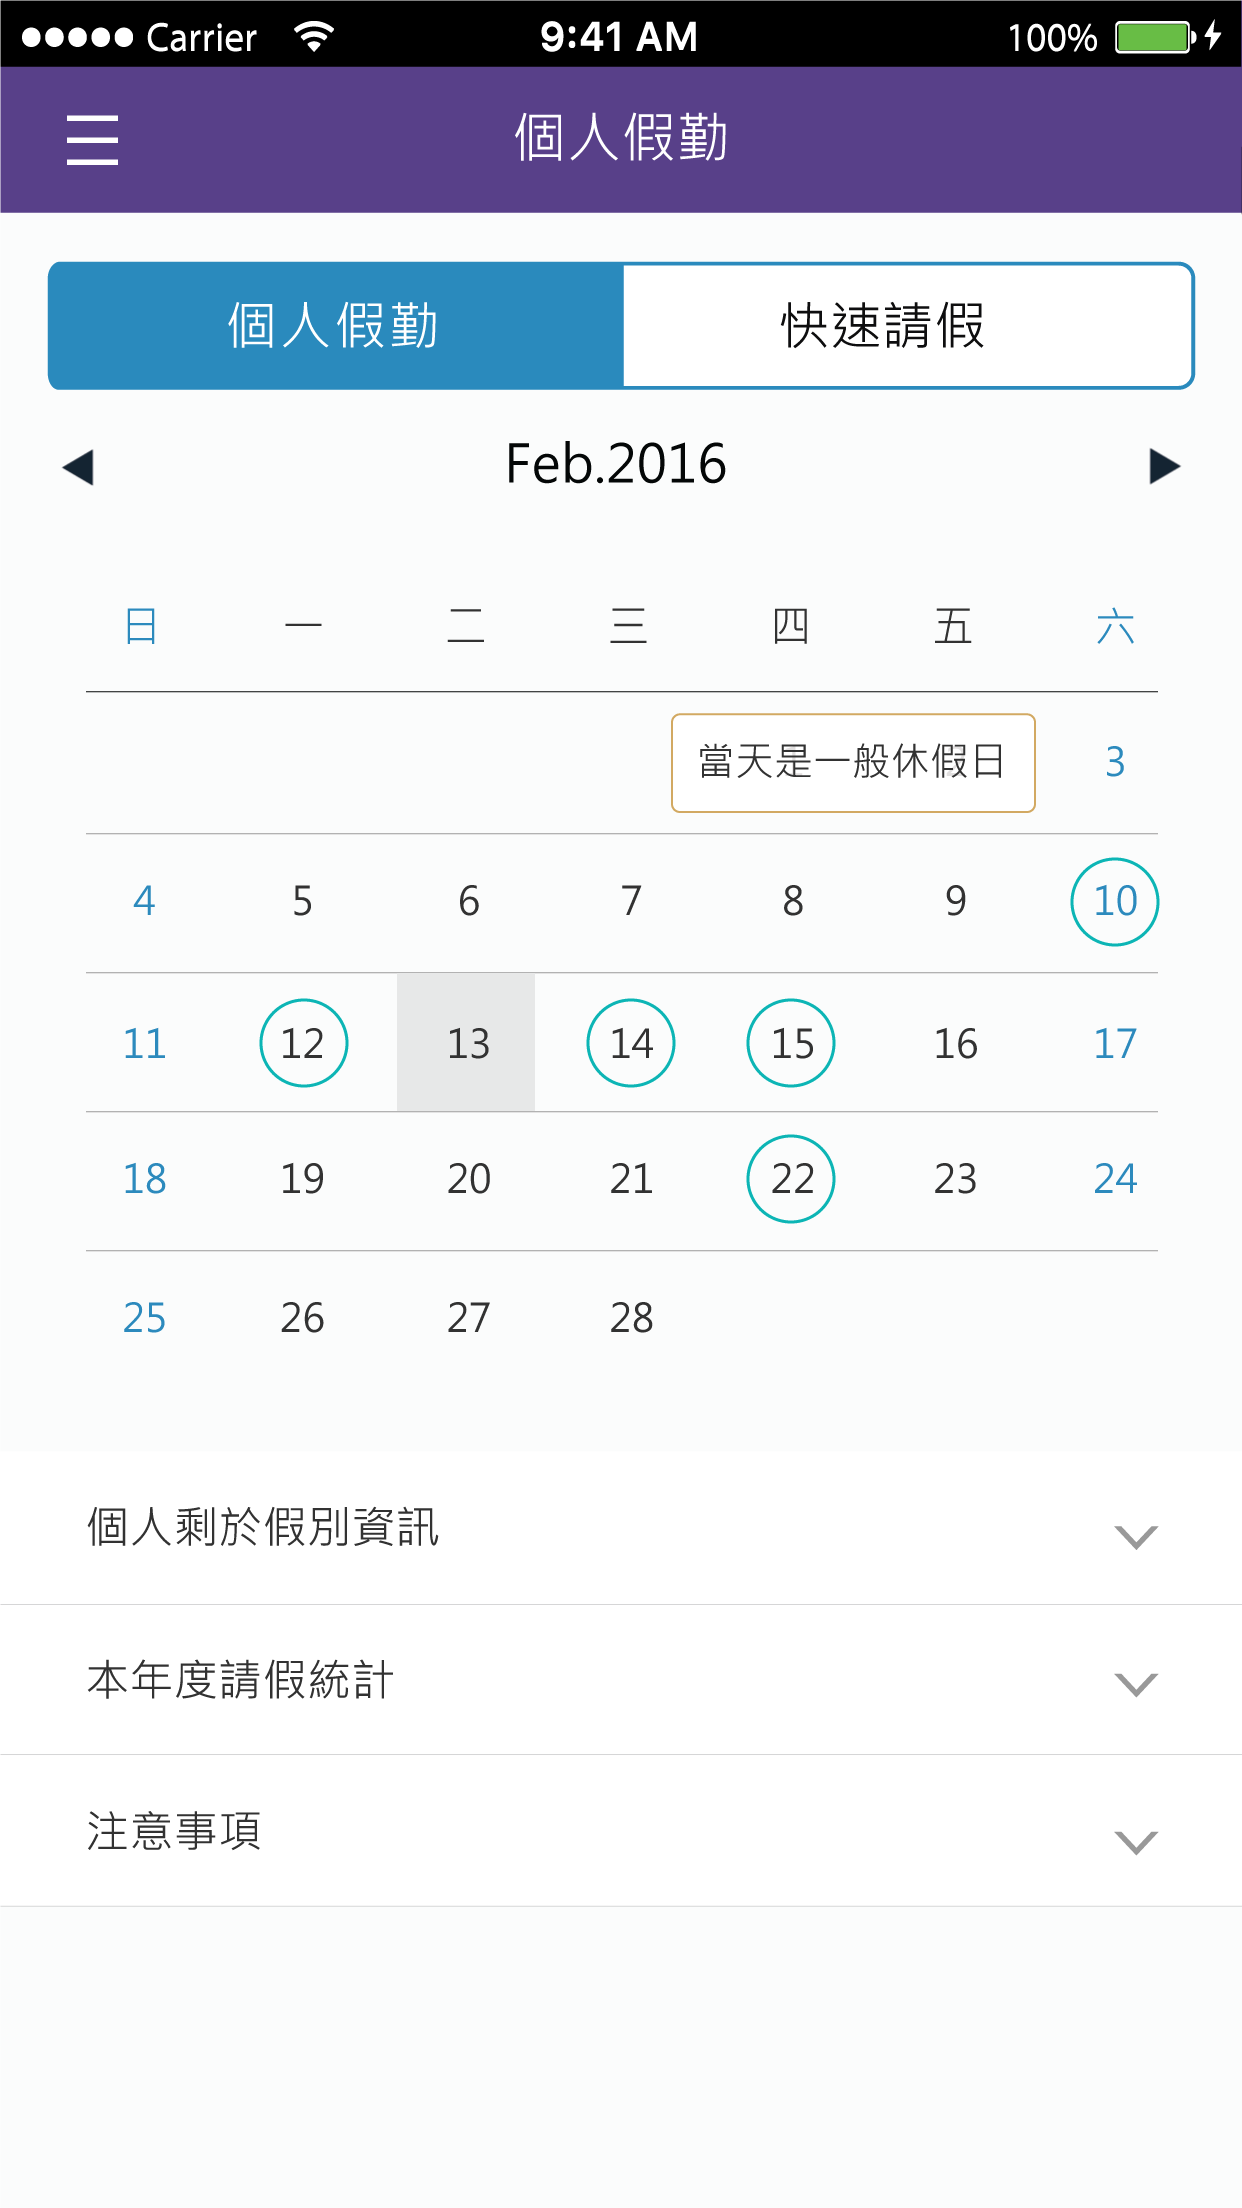 Carrier 9:41 AM 100%
個人假勤
個人假勤 快速請假
Feb.2016
日 一 二 三 四 五 六
當天是一般休假日 3
4 5 6 7 8 9 10
11 12 13 14 15 16 17
18 19 20 21 22 23 24
25 26 27 28
個人剩於假別資訊
本年度請假統計
注意事項